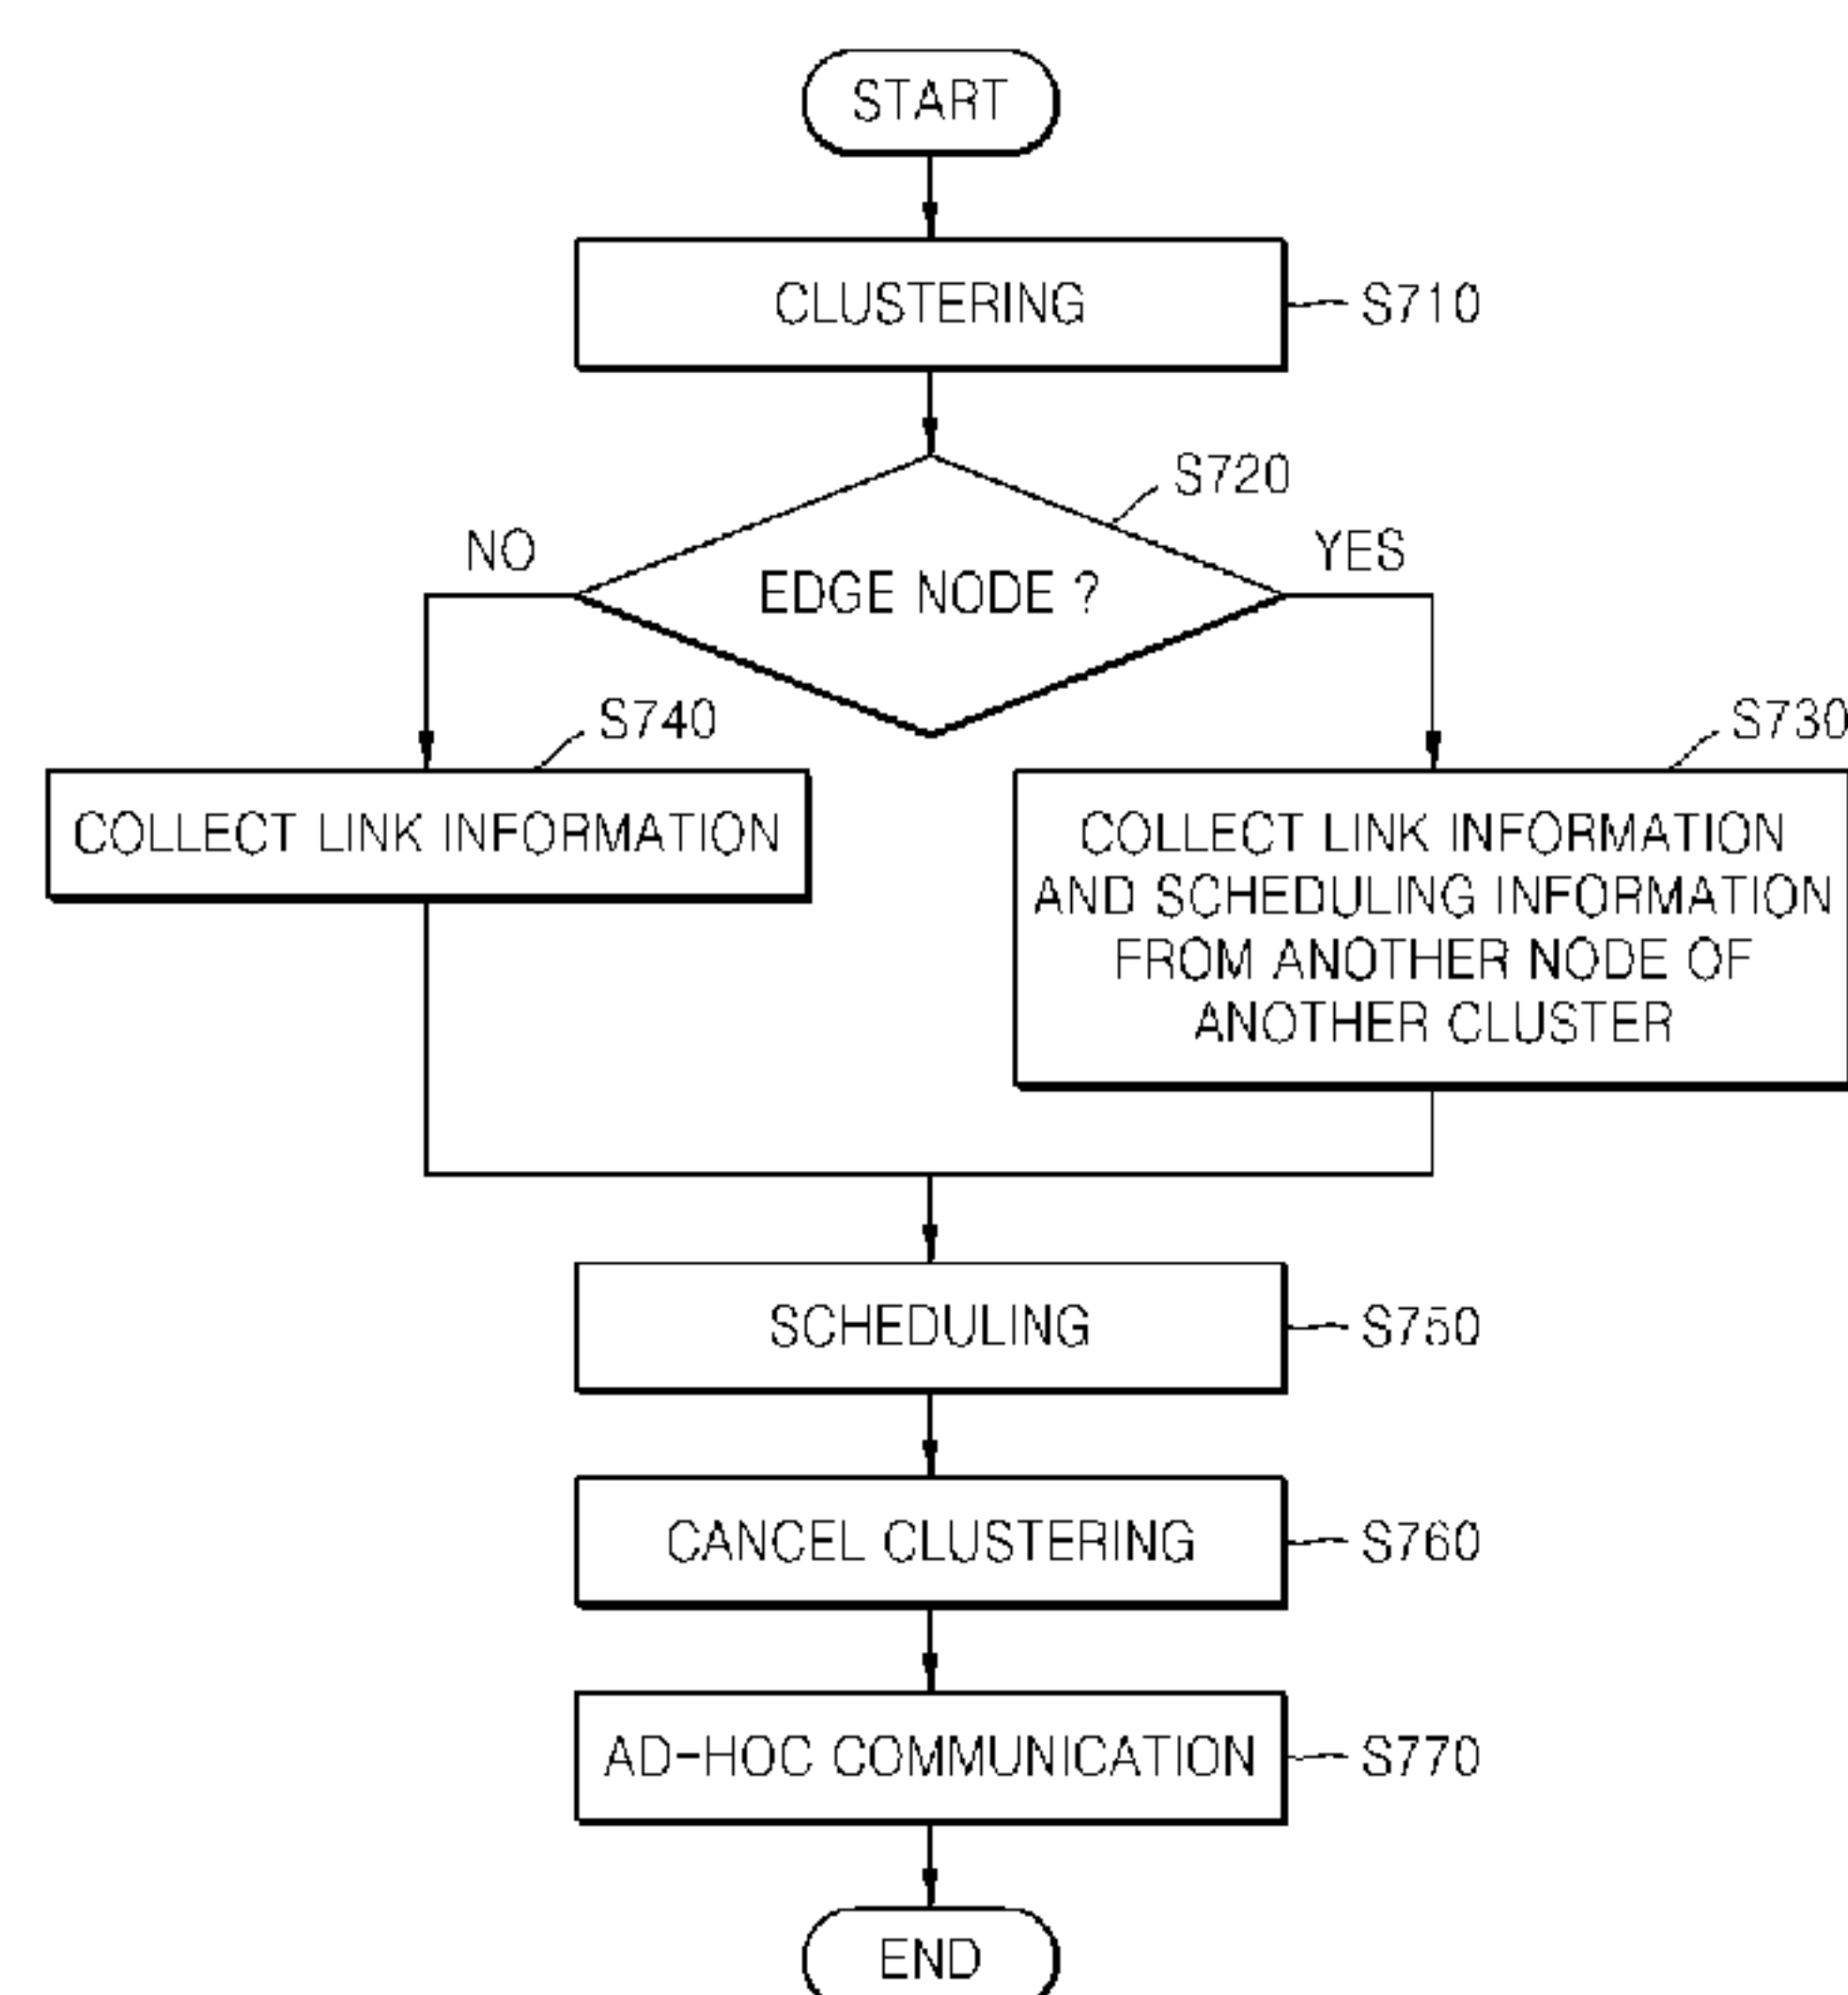 START
CLUSTERING
S710
S720
NO
YES
EDGE NODE ?
S740
S730
COLLECT LINK INFORMATION
COLLECT LINK INFORMATION
AND SCHEDULING INFORMATION
FROM ANOTHER NODE OF
ANOTHER CLUSTER
SCHEDULING
S750
CANCEL CLUSTERING
S760
AD-HOC COMMUNICATION
S770
END